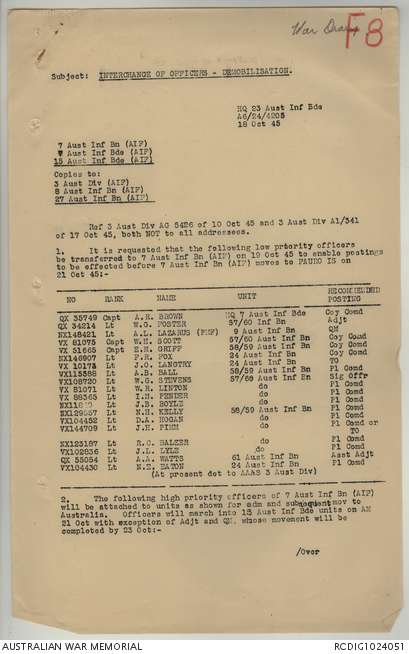 War Diary F8
Subject: INTERCHANGE OF OFFICERS - DEMOBILISATION.
HQ 23 Aust Inf Bde
A6/24/4205
18 Oct 45
7 Aust Inf Bn (AIF)
7 Aust Inf Bde (AIF)
15 Aust Inf Bde (AIF)
Copies to:
3 Aust Div (AIF)
8 Aust Inf Bn (AIF)
27 Aust Inf Bn (AIF)
Ref 3 Aust Div AG 5426 of 10 Oct 45 and 3 Aust Div A1/341
of 17 Oct 45, both NOT to all addressees.
1. It is requested that the following low priority officers
be transferred to 7 Aust Inf Bn (AIF) on 19 Oct 45 to enable postings
to be effected before 7 Aust Inf Bn (AIF) moves to FAURO IS on
21 Oct 45:-
NO RANK NAME UNIT RECOMMENDED POSTING
QX 35749 Capt A.H. BROWN HQ 7 Aust Inf Bde Coy Comd
QX 34214 Lt W.G. FOSTER 57/60 Aust Inf Bn Adjt
NX148421 Lt A.L. LAZARUS (PMF) 9 Aust Inf Bn QM
VX 81075 Capt W.E. SCOTT 57/60 Aust Inf Bn Coy Comd
VX 51665 Capt E.H. GRIFF 58/59 Aust Inf Bn Coy Comd
NX146907 Lt F.R. FOX 24 Aust Inf Bn Coy Comd
VX 10173 Lt J.C. LANGTRY 24 Aust Inf Bn TO
VX115388 Lt A.B. BALL 58/59 Aust Inf Bn Pl Comd
VX108720 Lt W.G. STEVENS 57/60 Aust Inf Bn Sig Offr
VX 81071 Lt W.H. LINTON do Pl Comd
VX 88365 Lt I.N. PENDER do Pl Comd
Lt J.B. BOYLE do Pl Comd
NX129557 Lt N.H. KELLY 58/59 Aust Inf Bn Pl Comd
VX104452 Lt D.A. HOGAN do Pl Comd
VX144709 Lt J.H. PIMM do Pl Comd or
TO
NX123187 Lt R.C. BALZER do Pl Comd
VX102836 Lt J.L. LYLE do Pl Comd
QX 55054 Lt A.A. WATTS 61 Aust Inf Bn Asst Adjt
VX104430 Lt N.Z. EATON 24 Aust Inf Bn Pl Comd
(At present det to AAAS 3 Aust Div)
2. The following high priority officers of 7 Aust Inf Bn (AIF)
will be attached to units as shown for adm and subsequent mov to
Australia. Officers will march into 15 Aust Inf Bde units on AM
21 Oct with exception of Adjt and QM, whose movement will be
completed by 23 Oct:-
/Over
AUSTRALIAN WAR MEMORIAL RCDIG1024051